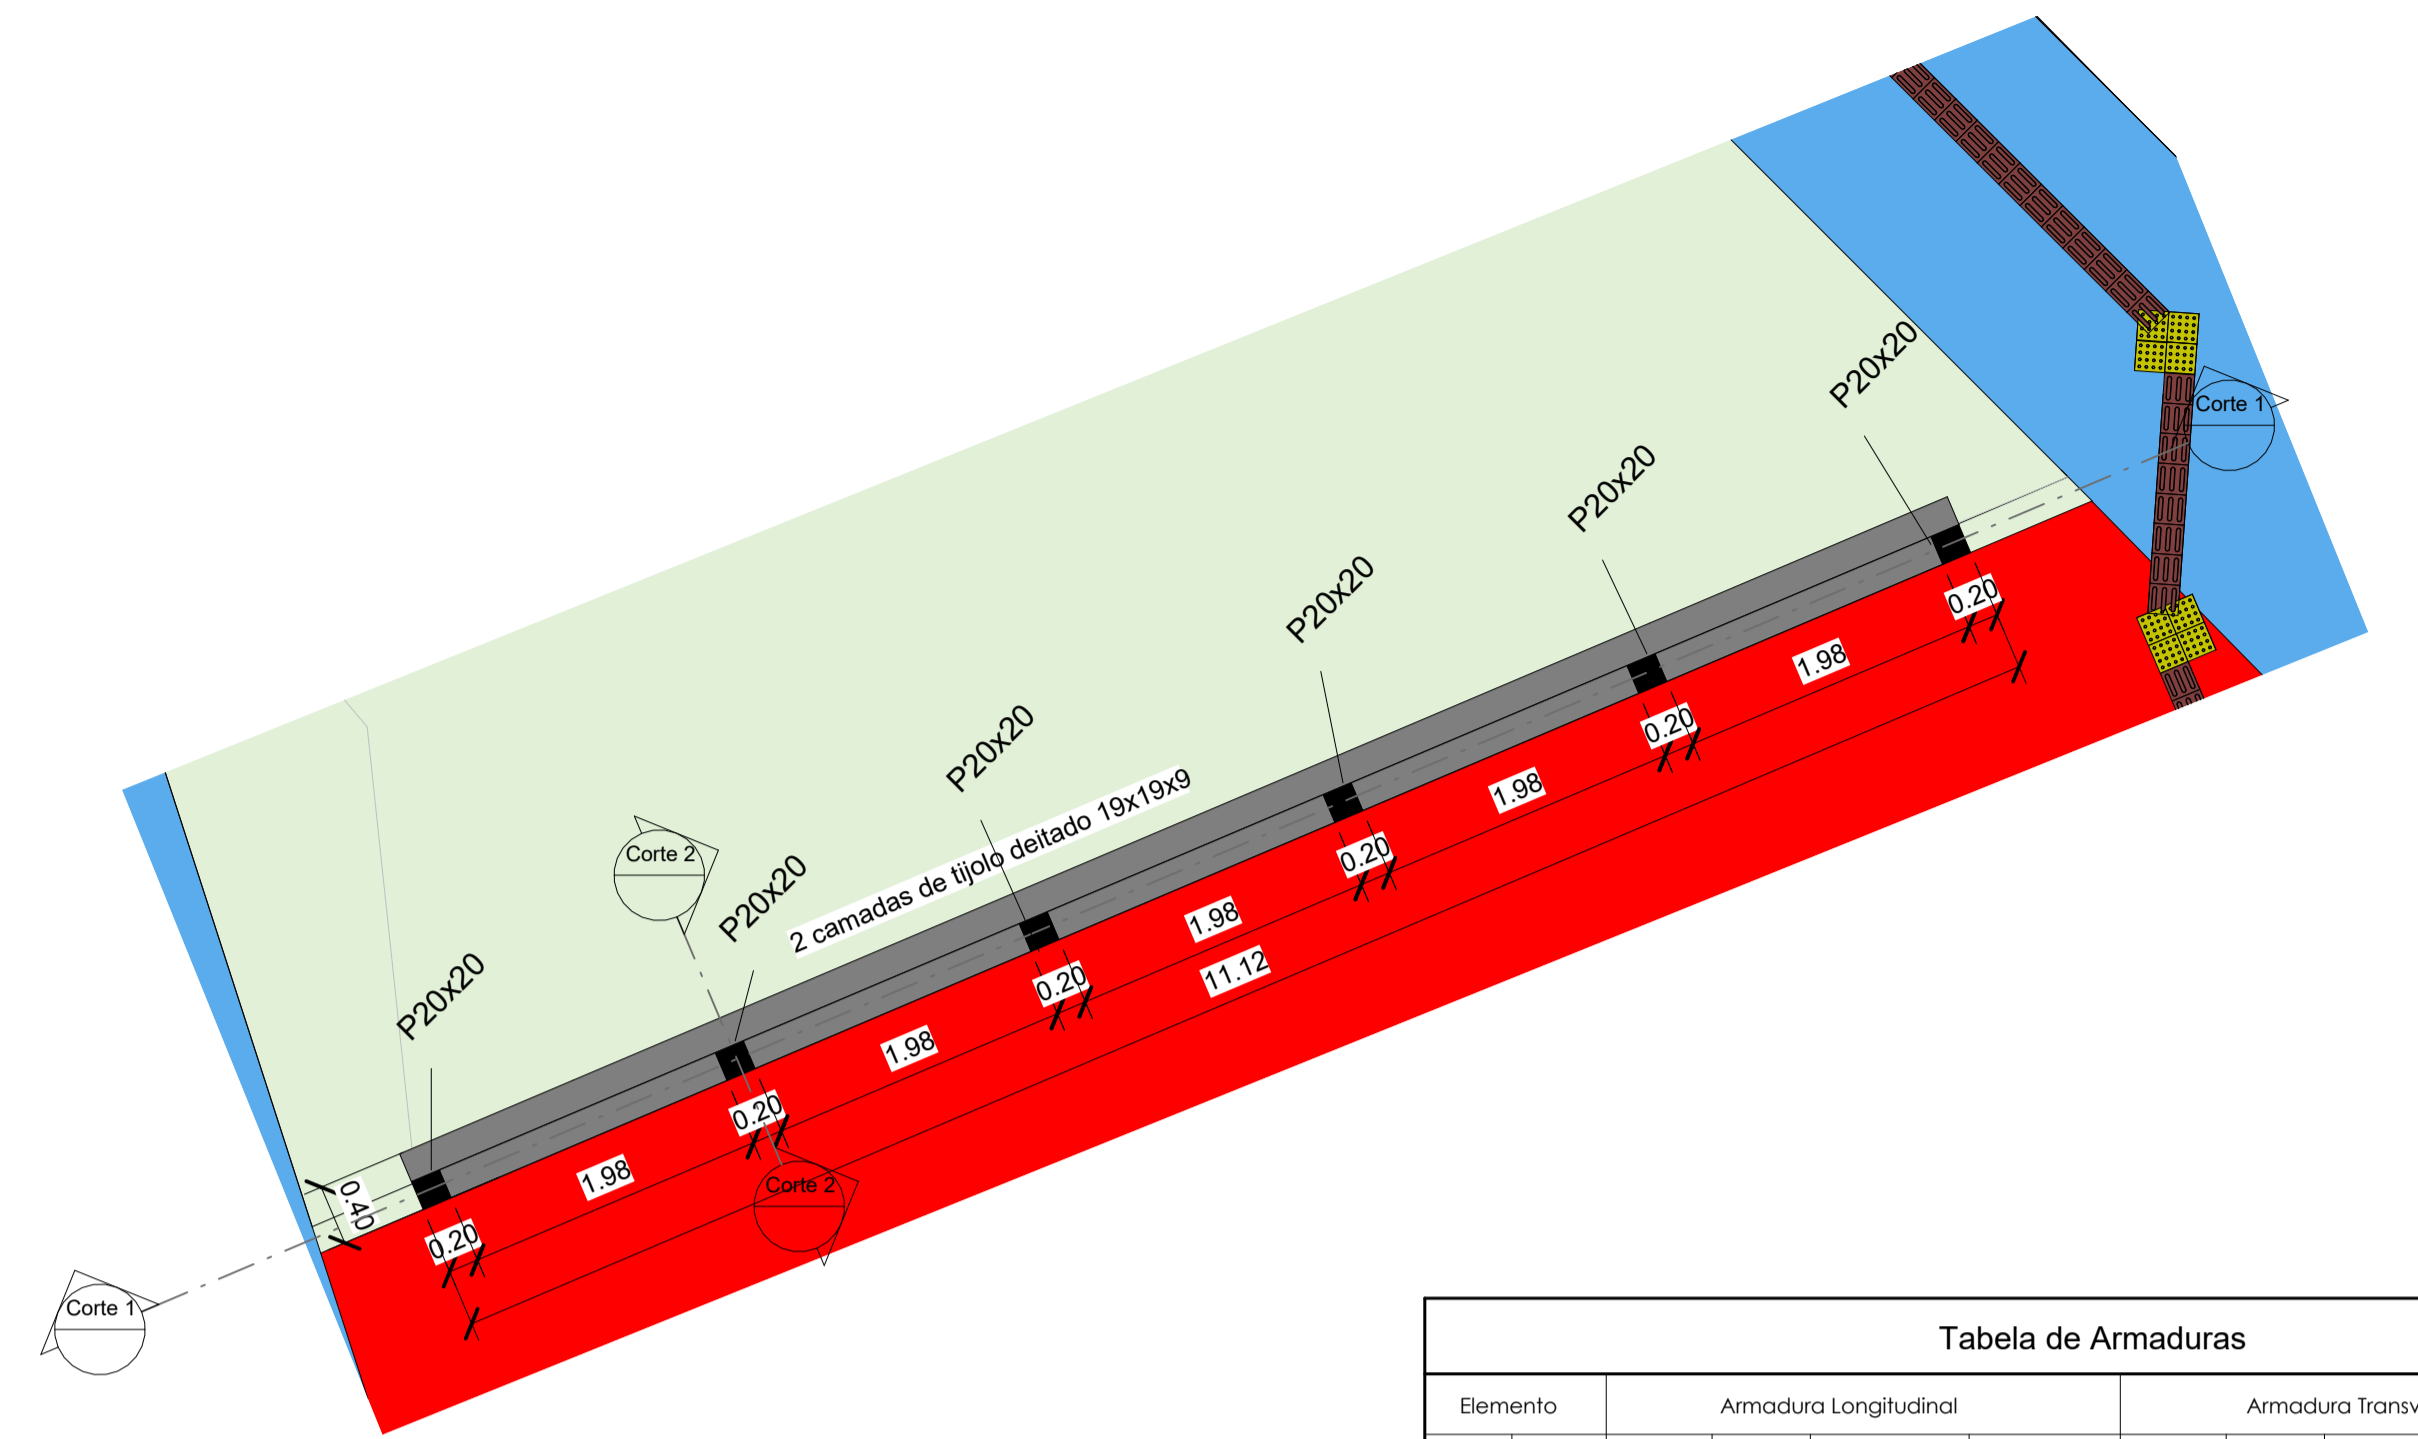 P20x20
P20x20
P20x20
P20x20
P20x20
P20x20
Corte 1
Corte 2
2 camadas de tijolo deitado 19x19x9
0.20
1.98
0.20
1.98
0.20
1.98
11.12
0.20
1.98
0.20
1.98
0.20
0.40
Corte 2
Corte 1
Tabela de Armaduras
Elemento
Armadura Longitudinal
Armadura Transv